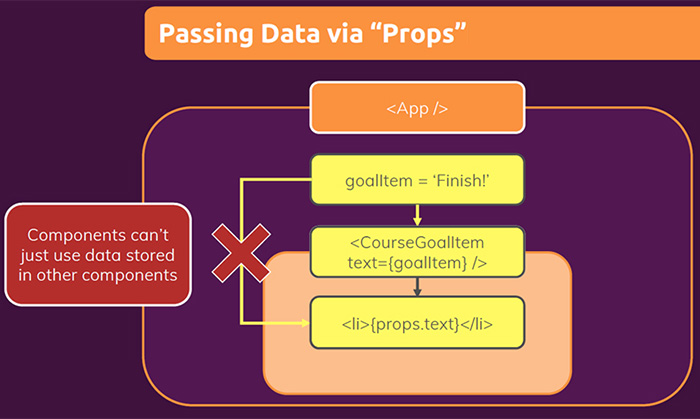 Passing Data via “Props”
<App />
goalItem = ‘Finish!’
Components can’t
just use data stored
in other components
<CourseGoalItem
text={goalItem} />
<li>{props.text}</li>